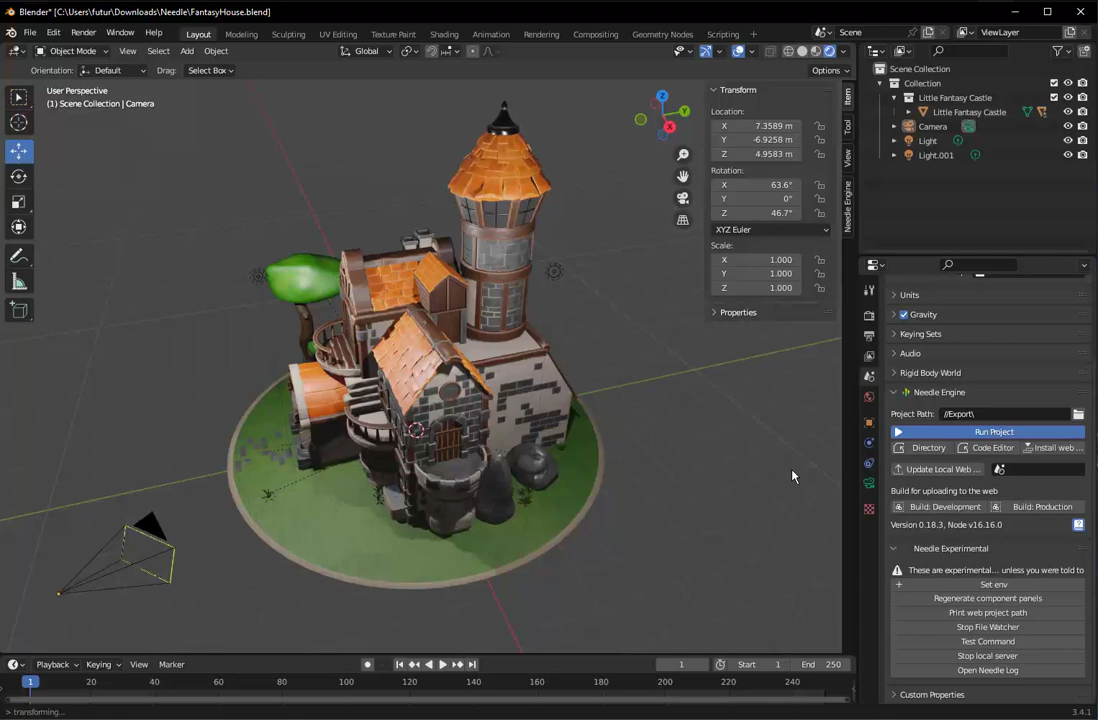 Blender* [C:\Users\futur\Downloads\Needle\FantasyHouse.blend]
File Edit Render Window Help Layout Modeling Sculpting UV Editing Texture Paint Shading Animation Rendering Compositing Geometry Nodes Scripting + Scene ViewLayer
Object Mode View Select Add Object Global
Orientation: Default Drag: Select Box Options
User Perspective
(1) Scene Collection | Camera
Z
Y
X
Transform
Location:
X 7.3589 m
Y -6.9258 m
Z 4.9583 m
Rotation:
X 63.6°
Y 0°
Z 46.7°
XYZ Euler
Scale:
X 1.000
Y 1.000
Z 1.000
Properties
Item
Tool
View
Needle Engine
Scene Collection
Collection
Little Fantasy Castle
Little Fantasy Castle
Camera
Light
Light.001
Units
Gravity
Keying Sets
Audio
Rigid Body World
Needle Engine
Project Path: //Export\
Run Project
Directory Code Editor Install web ...
Update Local Web ...
Build for uploading to the web
Build: Development Build: Production
Version 0.18.3, Node v16.16.0
Needle Experimental
These are experimental... unless you were told to
Set env
Regenerate component panels
Print web project path
Stop File Watcher
Test Command
Stop local server
Open Needle Log
Custom Properties
Playback Keying View Marker 1 Start 1 End 250
1 20 40 60 80 100 120 140 160 180 200 220 240
> transforming... 3.4.1